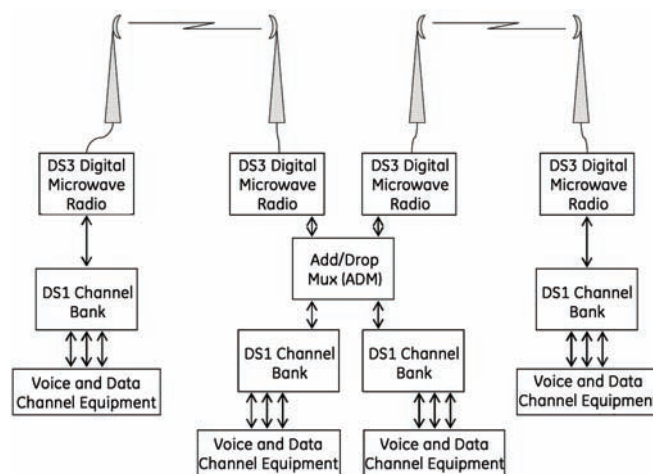 DS3 Digital
Microwave
Radio
DS3 Digital
Microwave
Radio
DS3 Digital
Microwave
Radio
DS3 Digital
Microwave
Radio
Add/Drop
Mux (ADM)
DS1 Channel
Bank
DS1 Channel
Bank
DS1 Channel
Bank
DS1 Channel
Bank
Voice and Data
Channel Equipment
Voice and Data
Channel Equipment
Voice and Data
Channel Equipment
Voice and Data
Channel Equipment